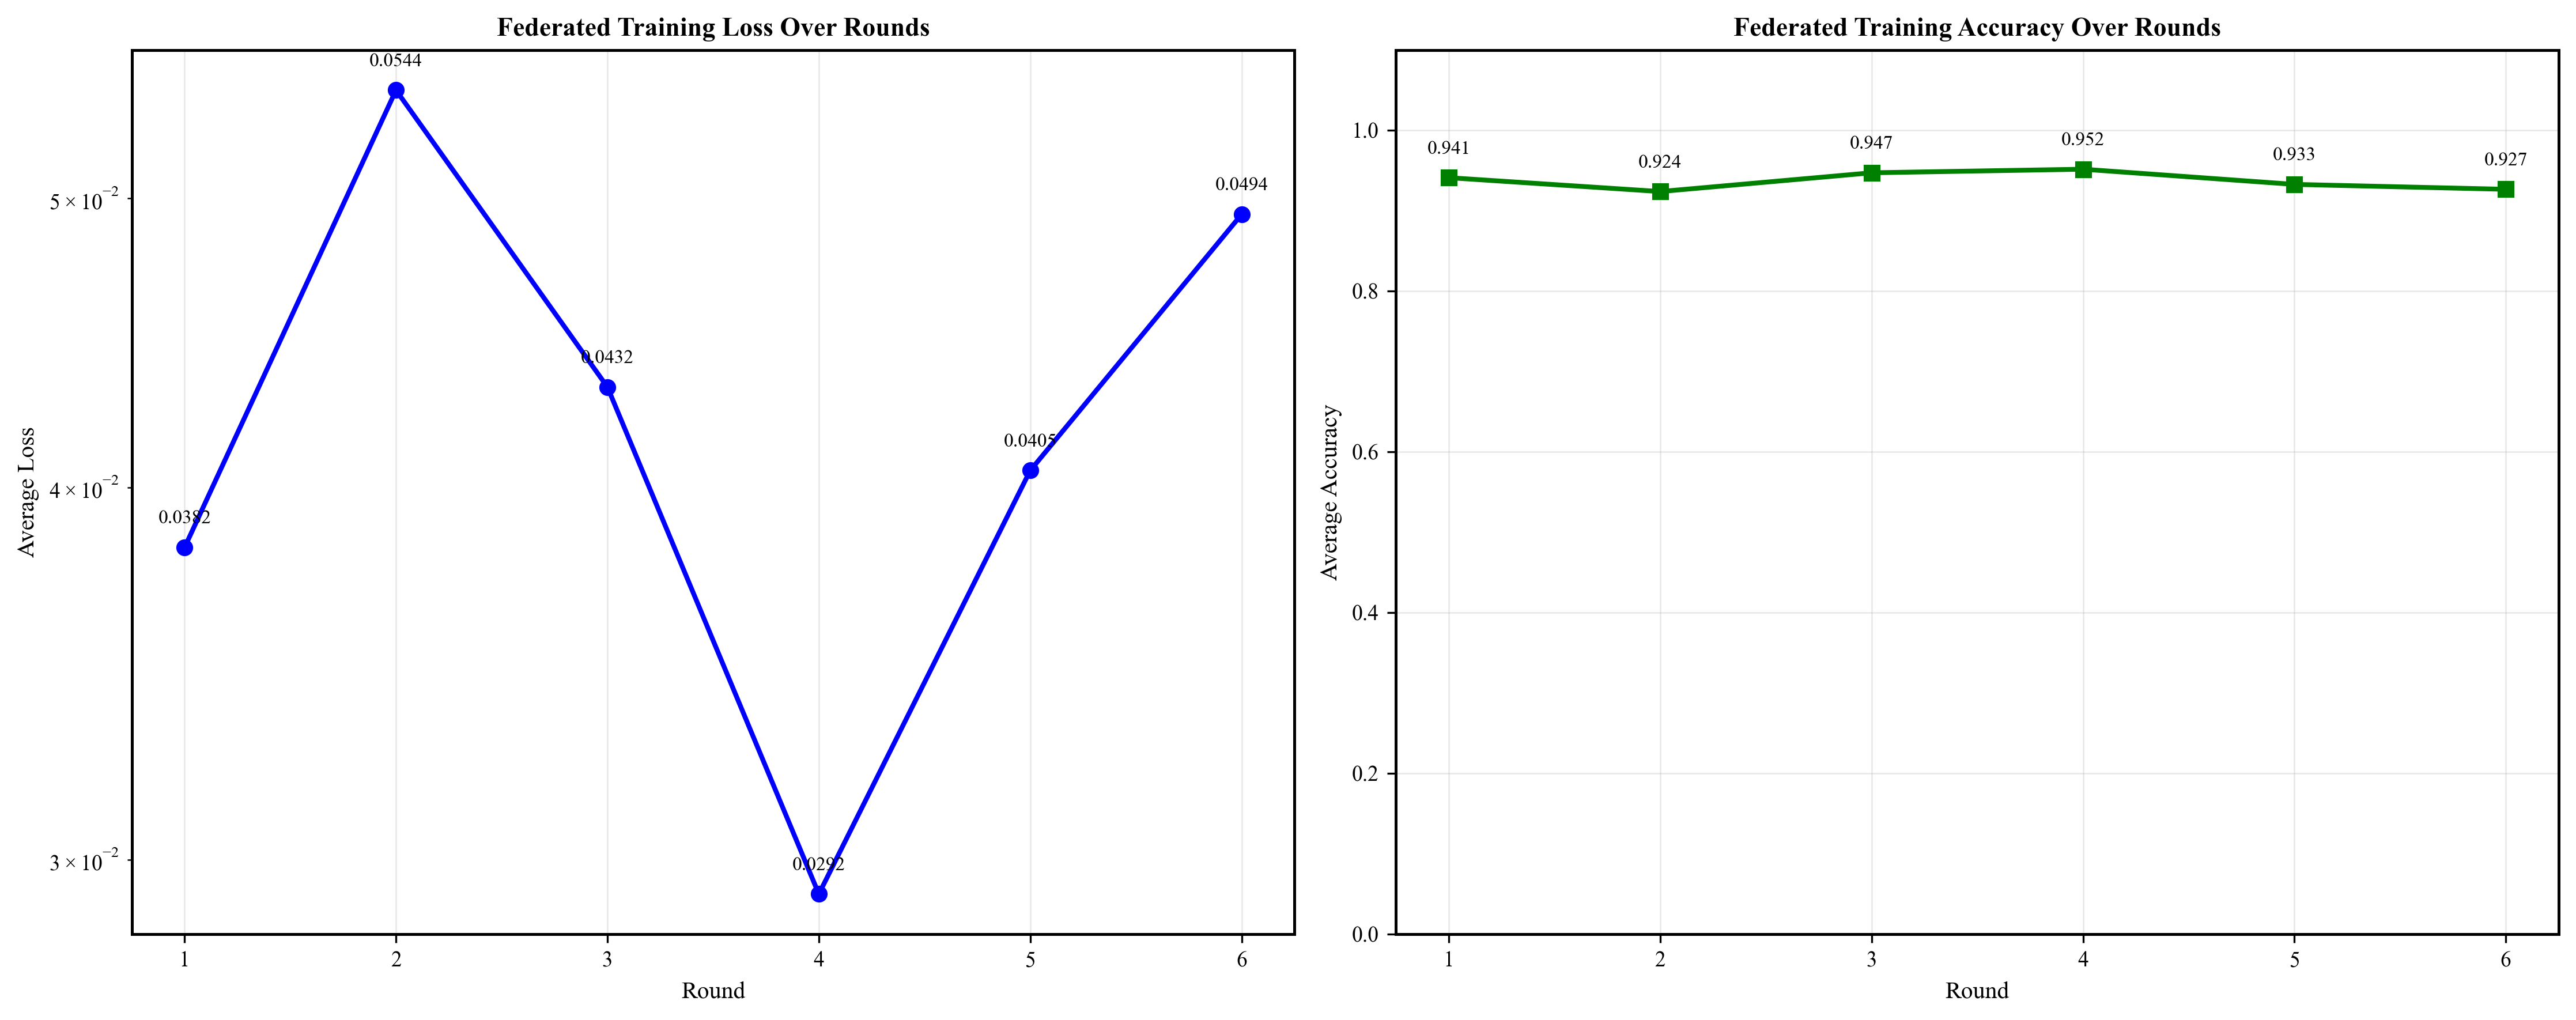 Federated Training Loss Over Rounds
0.0544
5 × 10⁻²
0.0494
0.0432
0.0405
4 × 10⁻²
0.0382
0.0292
3 × 10⁻²
Average Loss
1 2 3 4 5 6
Round
Federated Training Accuracy Over Rounds
1.0
0.941 0.924 0.947 0.952 0.933 0.927
0.8
0.6
0.4
0.2
0.0
Average Accuracy
1 2 3 4 5 6
Round